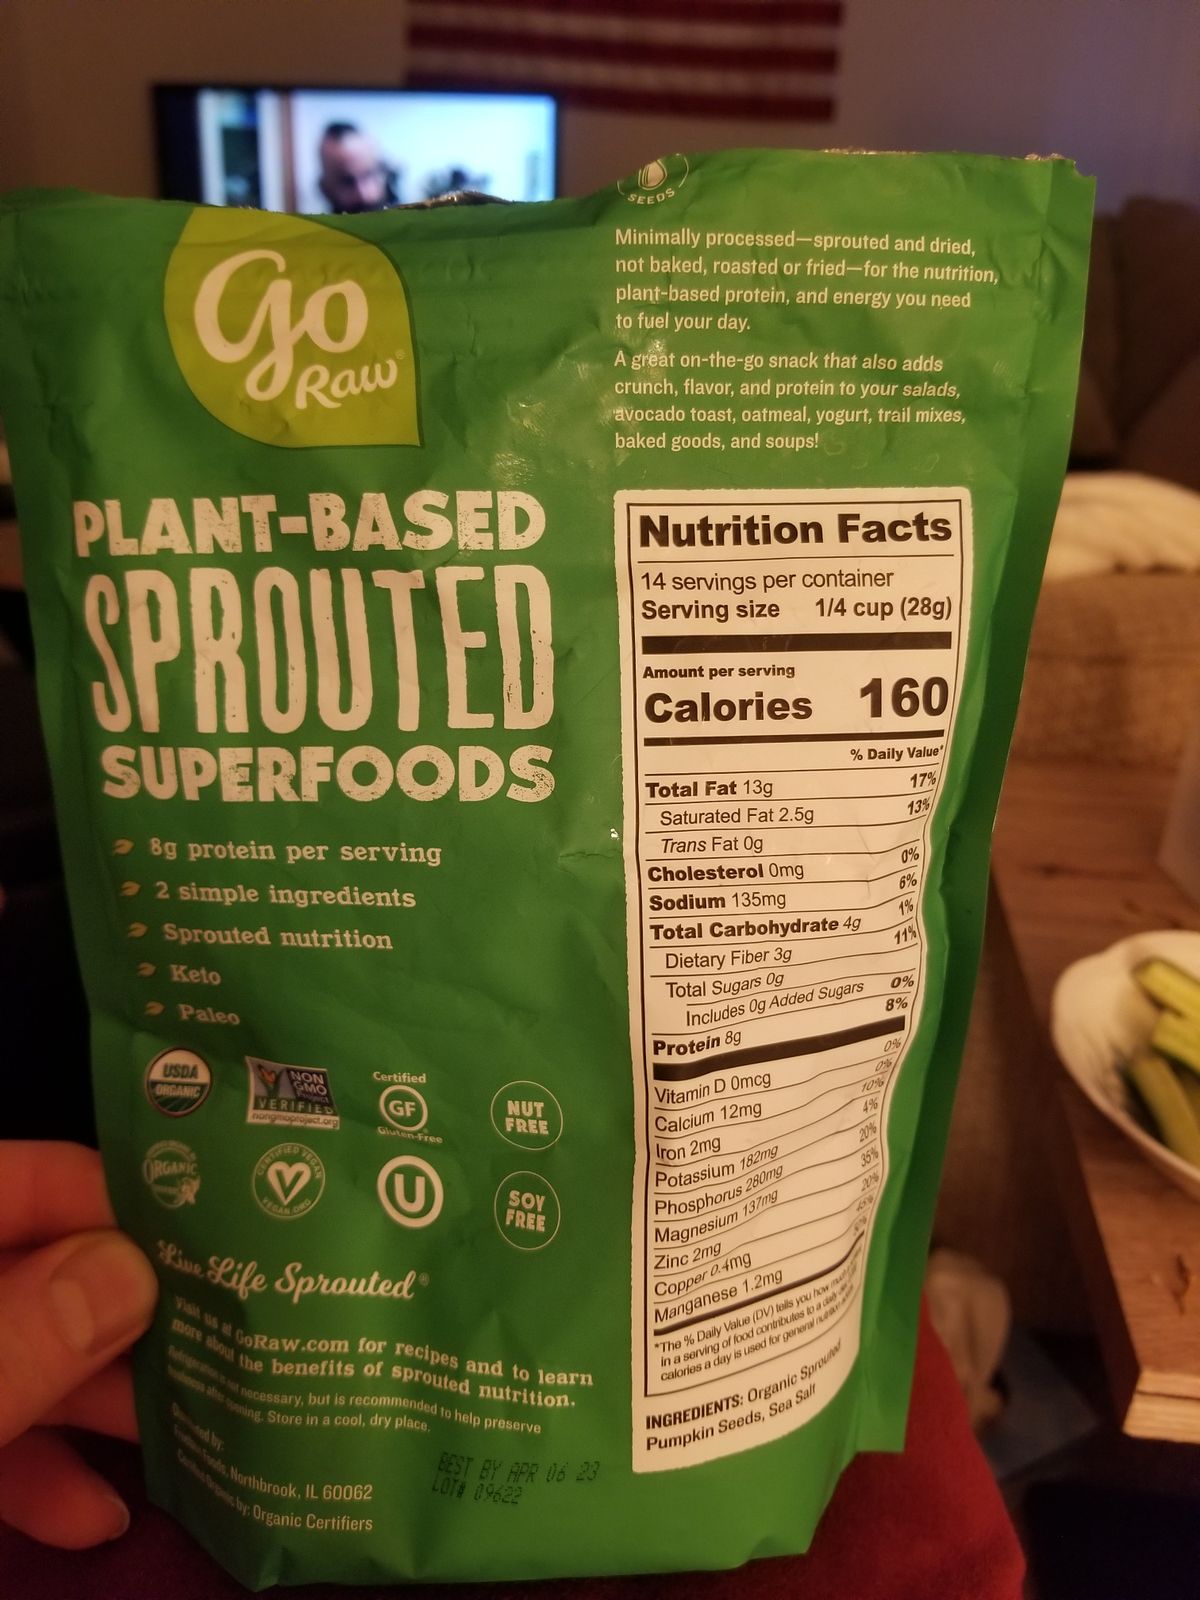 go
Raw®
PLANT-BASED
SPROUTED
SUPERFOODS
8g protein per serving
2 simple ingredients
Sprouted nutrition
Keto
Paleo
USDA
ORGANIC
NON
GMO
Project
VERIFIED
nongmoproject.org
Certified
GF
Gluten-Free
NUT
FREE
ORGANIC
CERTIFIED VEGAN
VEGAN.ORG
U
SOY
FREE
Live Life Sprouted®
Visit us at GoRaw.com for recipes and to learn
more about the benefits of sprouted nutrition.
Refrigeration is not necessary, but is recommended to help preserve
freshness after opening. Store in a cool, dry place.
Distributed by:
Foods, Northbrook, IL 60062
Certified Organic by: Organic Certifiers
BEST BY APR 06 23
LOT# 09622
SEEDS
Minimally processed—sprouted and dried,
not baked, roasted or fried—for the nutrition,
plant-based protein, and energy you need
to fuel your day.
A great on-the-go snack that also adds
crunch, flavor, and protein to your salads,
avocado toast, oatmeal, yogurt, trail mixes,
baked goods, and soups!
Nutrition Facts
14 servings per container
Serving size 1/4 cup (28g)
Amount per serving
Calories 160
% Daily Value*
Total Fat 13g 17%
Saturated Fat 2.5g 13%
Trans Fat 0g
Cholesterol 0mg 0%
Sodium 135mg 6%
Total Carbohydrate 4g 1%
Dietary Fiber 3g 11%
Total Sugars 0g
Includes 0g Added Sugars 0%
Protein 8g 8%
Vitamin D 0mcg 0%
Calcium 12mg 0%
Iron 2mg 10%
Potassium 182mg 4%
Phosphorus 280mg 20%
Magnesium 137mg 35%
Zinc 2mg 20%
Copper 0.4mg 45%
Manganese 1.2mg 50%
*The % Daily Value (DV) tells you how much
in a serving of food contributes to a daily
calories a day is used for general nutrition
INGREDIENTS: Organic Sprouted
Pumpkin Seeds, Sea Salt